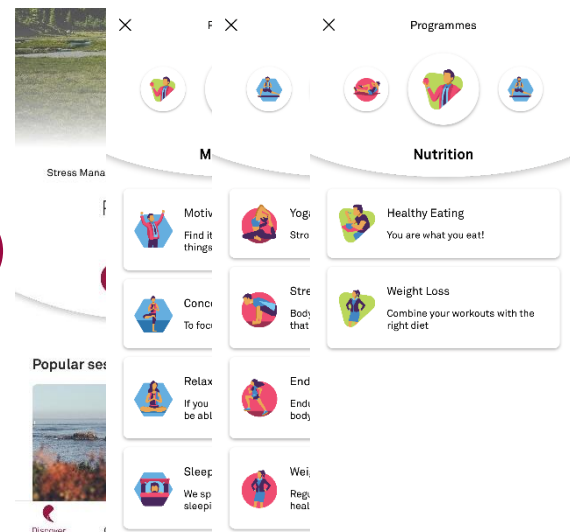 Stress Mana
Popular ses
Discover
Motiv
Find it
things
Conc
To foc
Relax
If you
be abl
Sleep
We sp
sleepi
Yoga
Stro
Stre
Body
that
End
Endu
body
Wei
Regu
heal
Programmes
Nutrition
Healthy Eating
You are what you eat!
Weight Loss
Combine your workouts with the
right diet